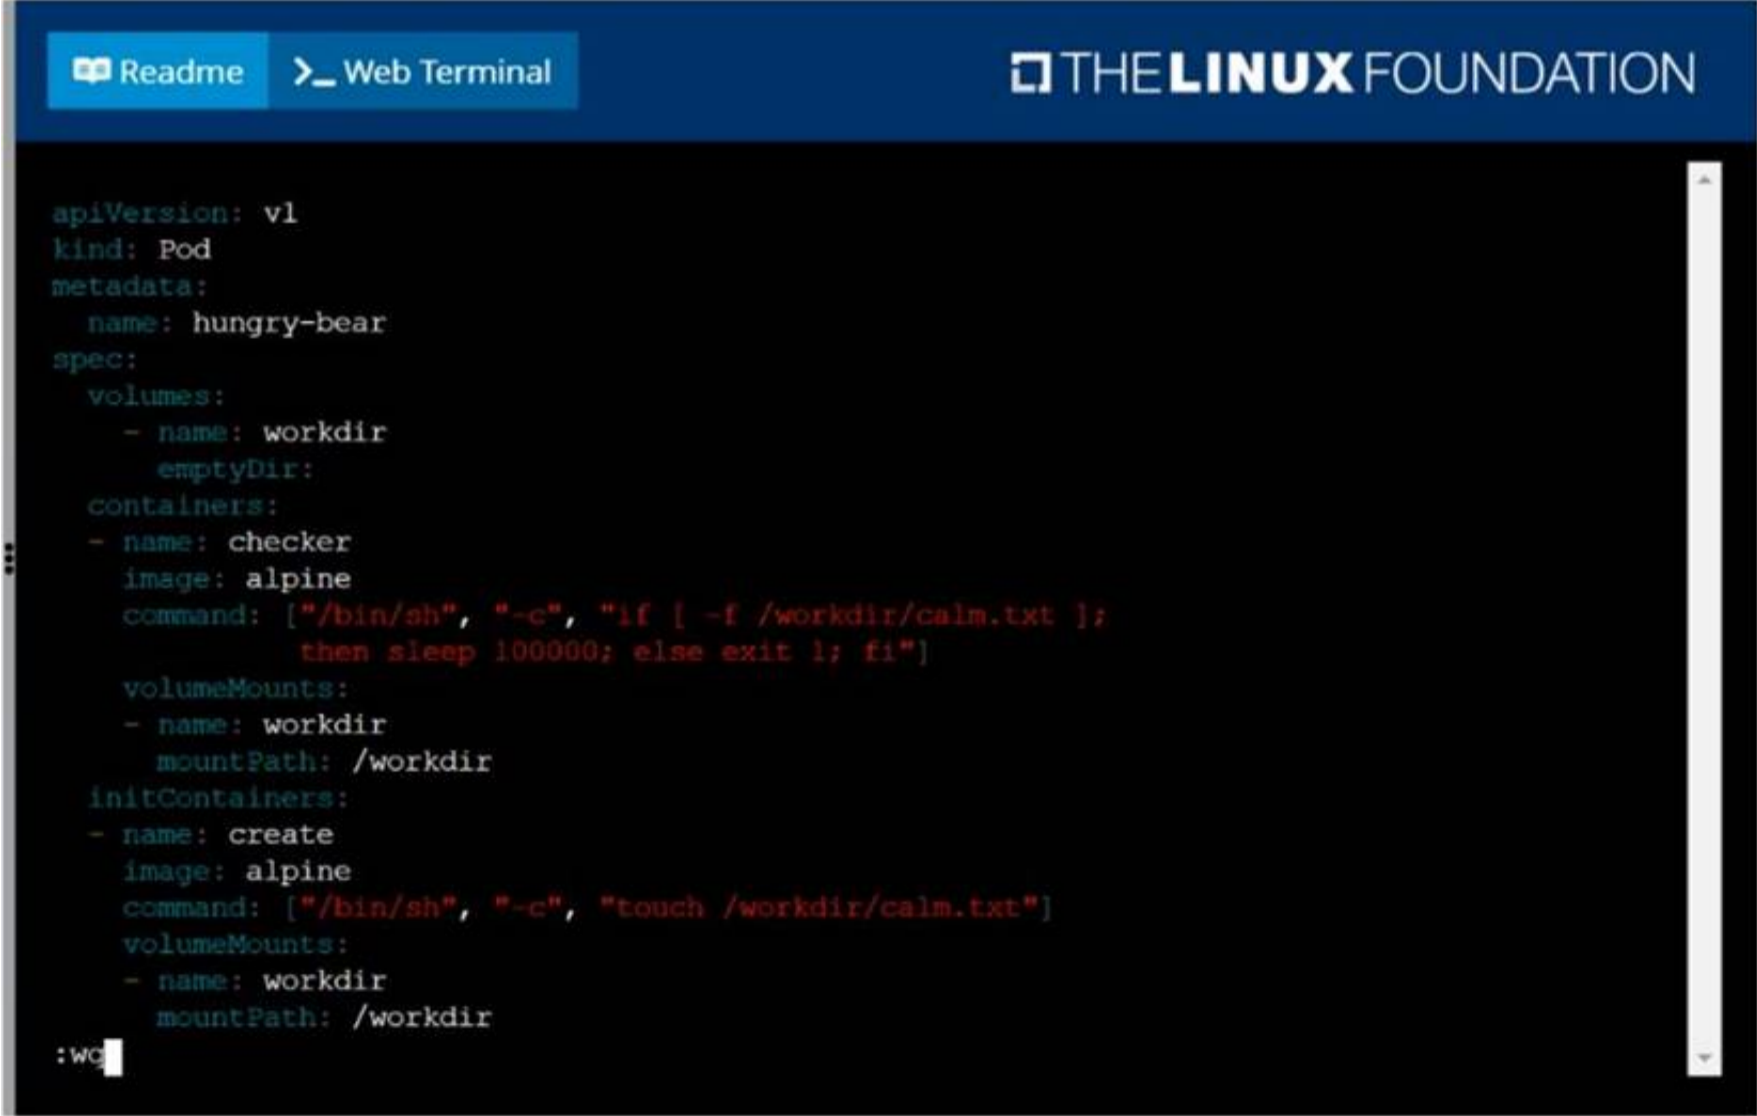 Readme >_ Web Terminal THE LINUX FOUNDATION
apiVersion: v1
kind: Pod
metadata:
  name: hungry-bear
spec:
  volumes:
    - name: workdir
      emptyDir:
  containers:
  - name: checker
    image: alpine
    command: ["/bin/sh", "-c", "if [ -f /workdir/calm.txt ];
              then sleep 100000; else exit 1; fi"]
    volumeMounts:
    - name: workdir
      mountPath: /workdir
  initContainers:
  - name: create
    image: alpine
    command: ["/bin/sh", "-c", "touch /workdir/calm.txt"]
    volumeMounts:
    - name: workdir
      mountPath: /workdir
:wq